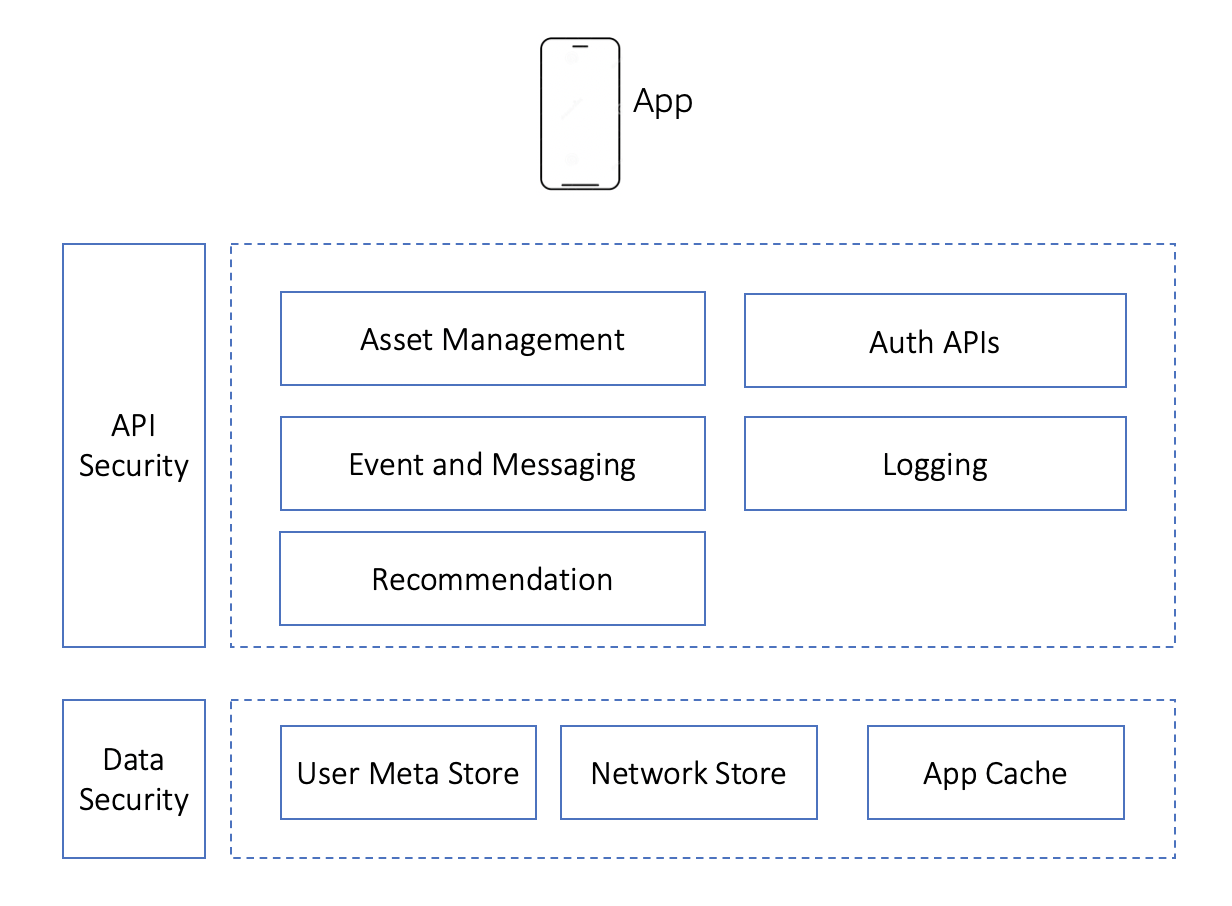 App
API
Security
Asset Management
Auth APIs
Event and Messaging
Logging
Recommendation
Data
Security
User Meta Store
Network Store
App Cache